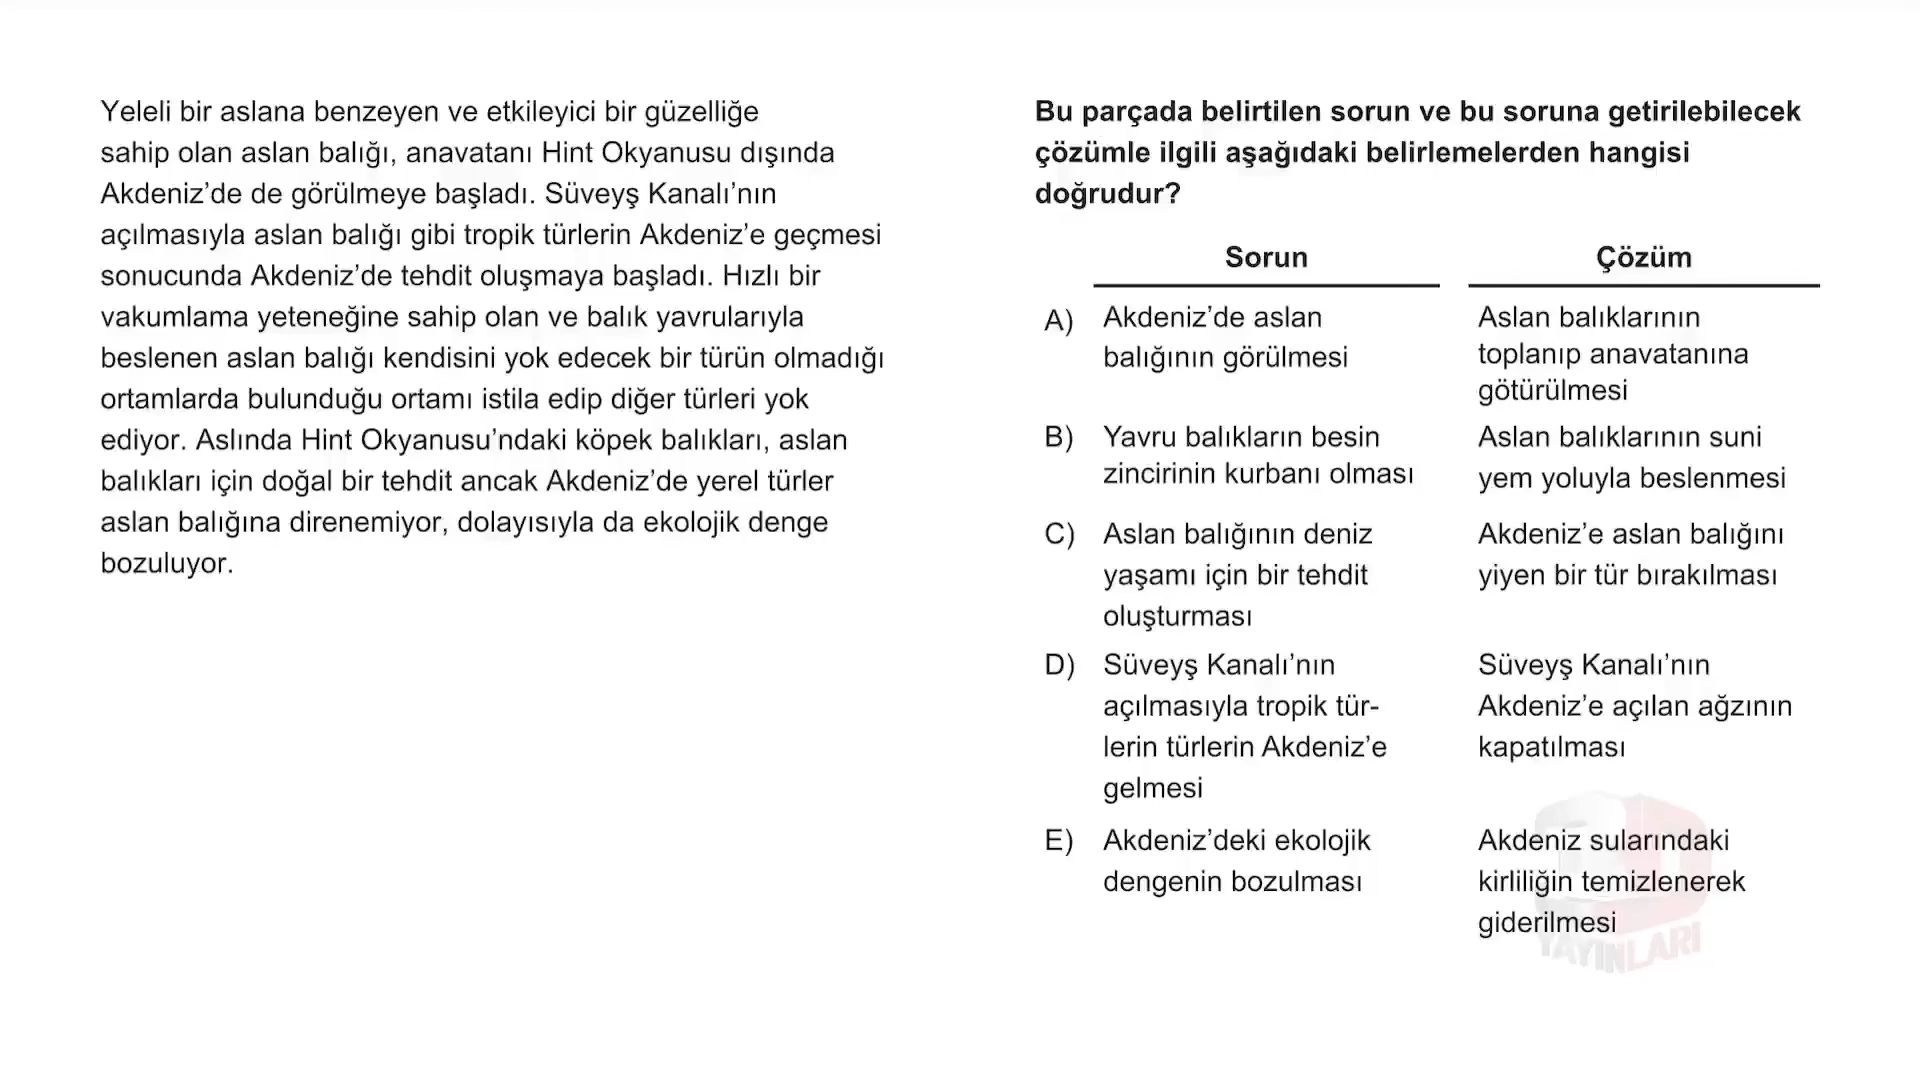 Yeleli bir aslana benzeyen ve etkileyici bir güzelliğe
sahip olan aslan balığı, anavatanı Hint Okyanusu dışında
Akdeniz’de de görülmeye başladı. Süveyş Kanalı’nın
açılmasıyla aslan balığı gibi tropik türlerin Akdeniz’e geçmesi
sonucunda Akdeniz’de tehdit oluşmaya başladı. Hızlı bir
vakumlama yeteneğine sahip olan ve balık yavrularıyla
beslenen aslan balığı kendisini yok edecek bir türün olmadığı
ortamlarda bulunduğu ortamı istila edip diğer türleri yok
ediyor. Aslında Hint Okyanusu’ndaki köpek balıkları, aslan
balıkları için doğal bir tehdit ancak Akdeniz’de yerel türler
aslan balığına direnemiyor, dolayısıyla da ekolojik denge
bozuluyor.
Bu parçada belirtilen sorun ve bu soruna getirilebilecek
çözümle ilgili aşağıdaki belirlemelerden hangisi
doğrudur?
Sorun Çözüm
A) Akdeniz’de aslan Aslan balıklarının
balığının görülmesi toplanıp anavatanına
götürülmesi
B) Yavru balıkların besin Aslan balıklarının suni
zincirinin kurbanı olması yem yoluyla beslenmesi
C) Aslan balığının deniz Akdeniz’e aslan balığını
yaşamı için bir tehdit yiyen bir tür bırakılması
oluşturması
D) Süveyş Kanalı’nın Süveyş Kanalı’nın
açılmasıyla tropik tür- Akdeniz’e açılan ağzının
lerin türlerin Akdeniz’e kapatılması
gelmesi
E) Akdeniz’deki ekolojik Akdeniz sularındaki
dengenin bozulması kirliliğin temizlenerek
giderilmesi
YAYINLARI